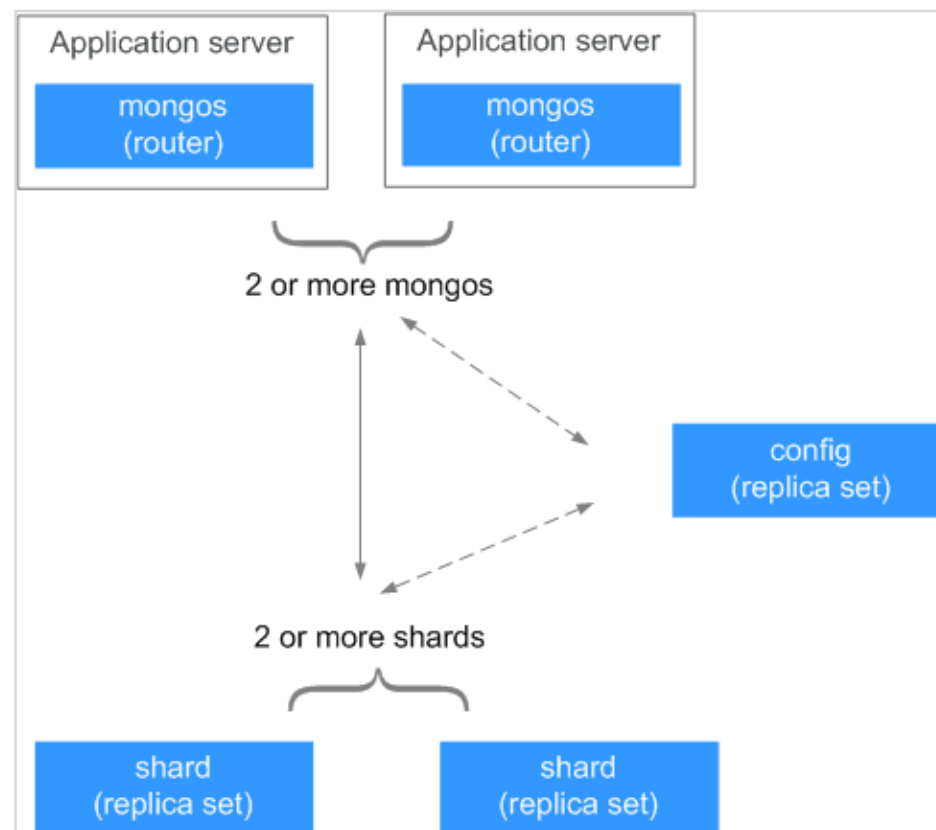 Application server
mongos
(router)
Application server
mongos
(router)
2 or more mongos
config
(replica set)
2 or more shards
shard
(replica set)
shard
(replica set)